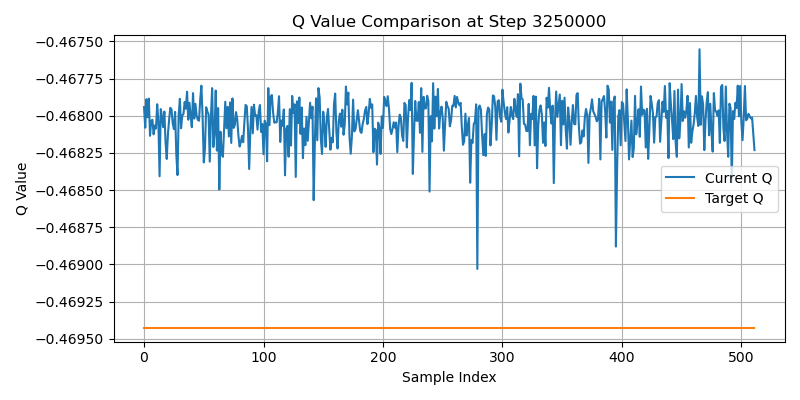 Q Value Comparison at Step 3250000
−0.46750
−0.46775
−0.46800
−0.46825
−0.46850
−0.46875
−0.46900
−0.46925
−0.46950
Q Value
Current Q
Target Q
0 100 200 300 400 500
Sample Index